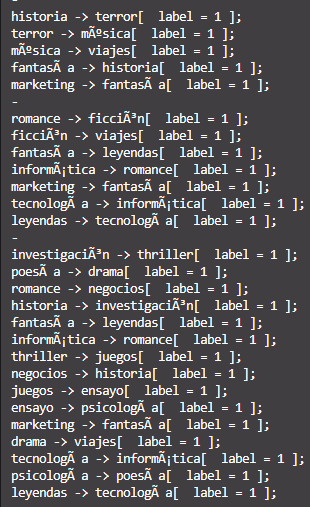 historia -> terror[  label = 1 ];
terror -> mÃºsica[  label = 1 ];
mÃºsica -> viajes[  label = 1 ];
fantasÃ­a -> historia[  label = 1 ];
marketing -> fantasÃ­a[  label = 1 ];
-
romance -> ficciÃ³n[  label = 1 ];
ficciÃ³n -> viajes[  label = 1 ];
fantasÃ­a -> leyendas[  label = 1 ];
informÃ¡tica -> romance[  label = 1 ];
marketing -> fantasÃ­a[  label = 1 ];
tecnologÃ­a -> informÃ¡tica[  label = 1 ];
leyendas -> tecnologÃ­a[  label = 1 ];
-
investigaciÃ³n -> thriller[  label = 1 ];
poesÃ­a -> drama[  label = 1 ];
romance -> negocios[  label = 1 ];
historia -> investigaciÃ³n[  label = 1 ];
fantasÃ­a -> leyendas[  label = 1 ];
informÃ¡tica -> romance[  label = 1 ];
thriller -> juegos[  label = 1 ];
negocios -> historia[  label = 1 ];
juegos -> ensayo[  label = 1 ];
ensayo -> psicologÃ­a[  label = 1 ];
marketing -> fantasÃ­a[  label = 1 ];
drama -> viajes[  label = 1 ];
tecnologÃ­a -> informÃ¡tica[  label = 1 ];
psicologÃ­a -> poesÃ­a[  label = 1 ];
leyendas -> tecnologÃ­a[  label = 1 ];